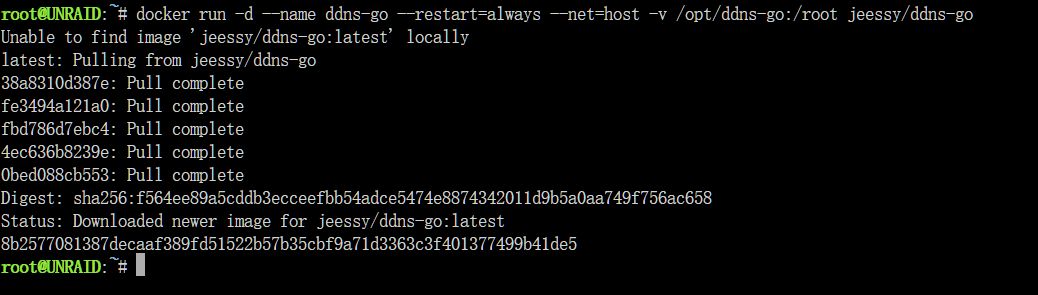 root@UNRAID:~# docker run -d --name ddns-go --restart=always --net=host -v /opt/ddns-go:/root jeessy/ddns-go
Unable to find image 'jeessy/ddns-go:latest' locally
latest: Pulling from jeessy/ddns-go
38a8310d387e: Pull complete
fe3494a121a0: Pull complete
fbd786d7ebc4: Pull complete
4ec636b8239e: Pull complete
0bed088cb553: Pull complete
Digest: sha256:f564ee89a5cddb3ecceefbb54adce5474e8874342011d9b5a0aa749f756ac658
Status: Downloaded newer image for jeessy/ddns-go:latest
8b2577081387decaaf389fd51522b57b35cbf9a71d3363c3f401377499b41de5
root@UNRAID:~#